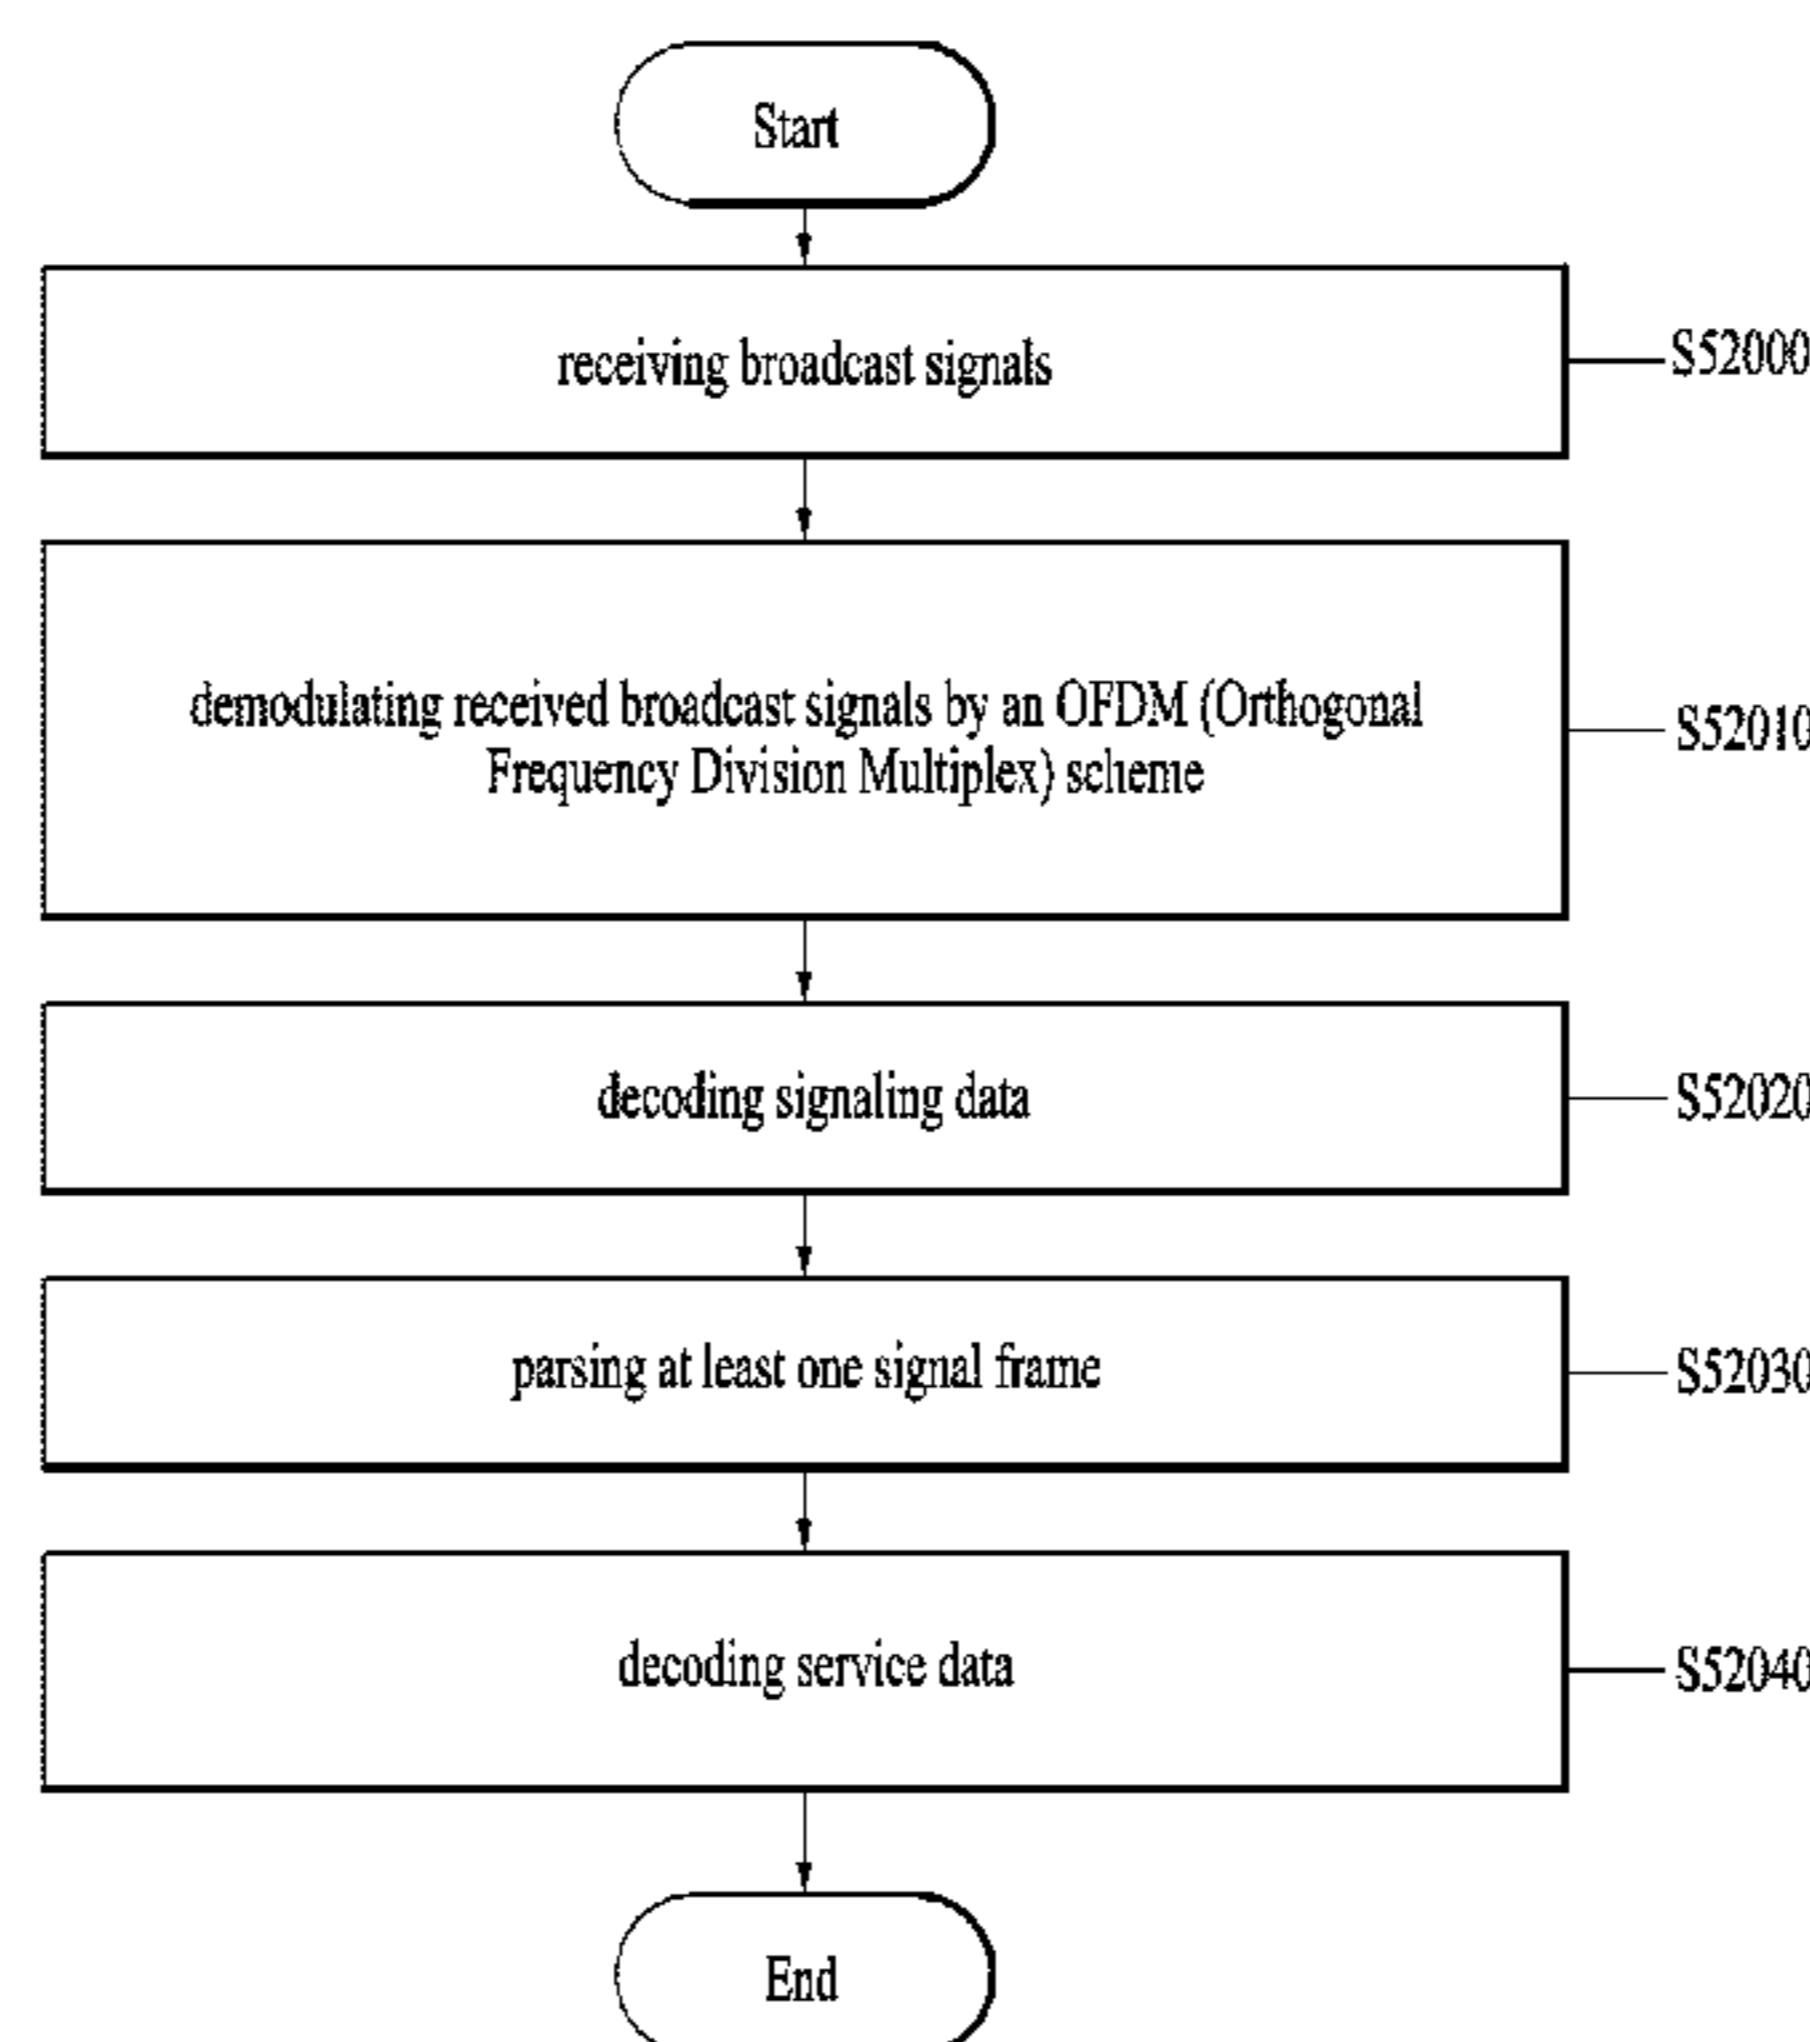 Start
receiving broadcast signals
S52000
demodulating received broadcast signals by an OFDM (Orthogonal
Frequency Division Multiplex) scheme
S52010
decoding signaling data
S52020
parsing at least one signal frame
S52030
decoding service data
S52040
End